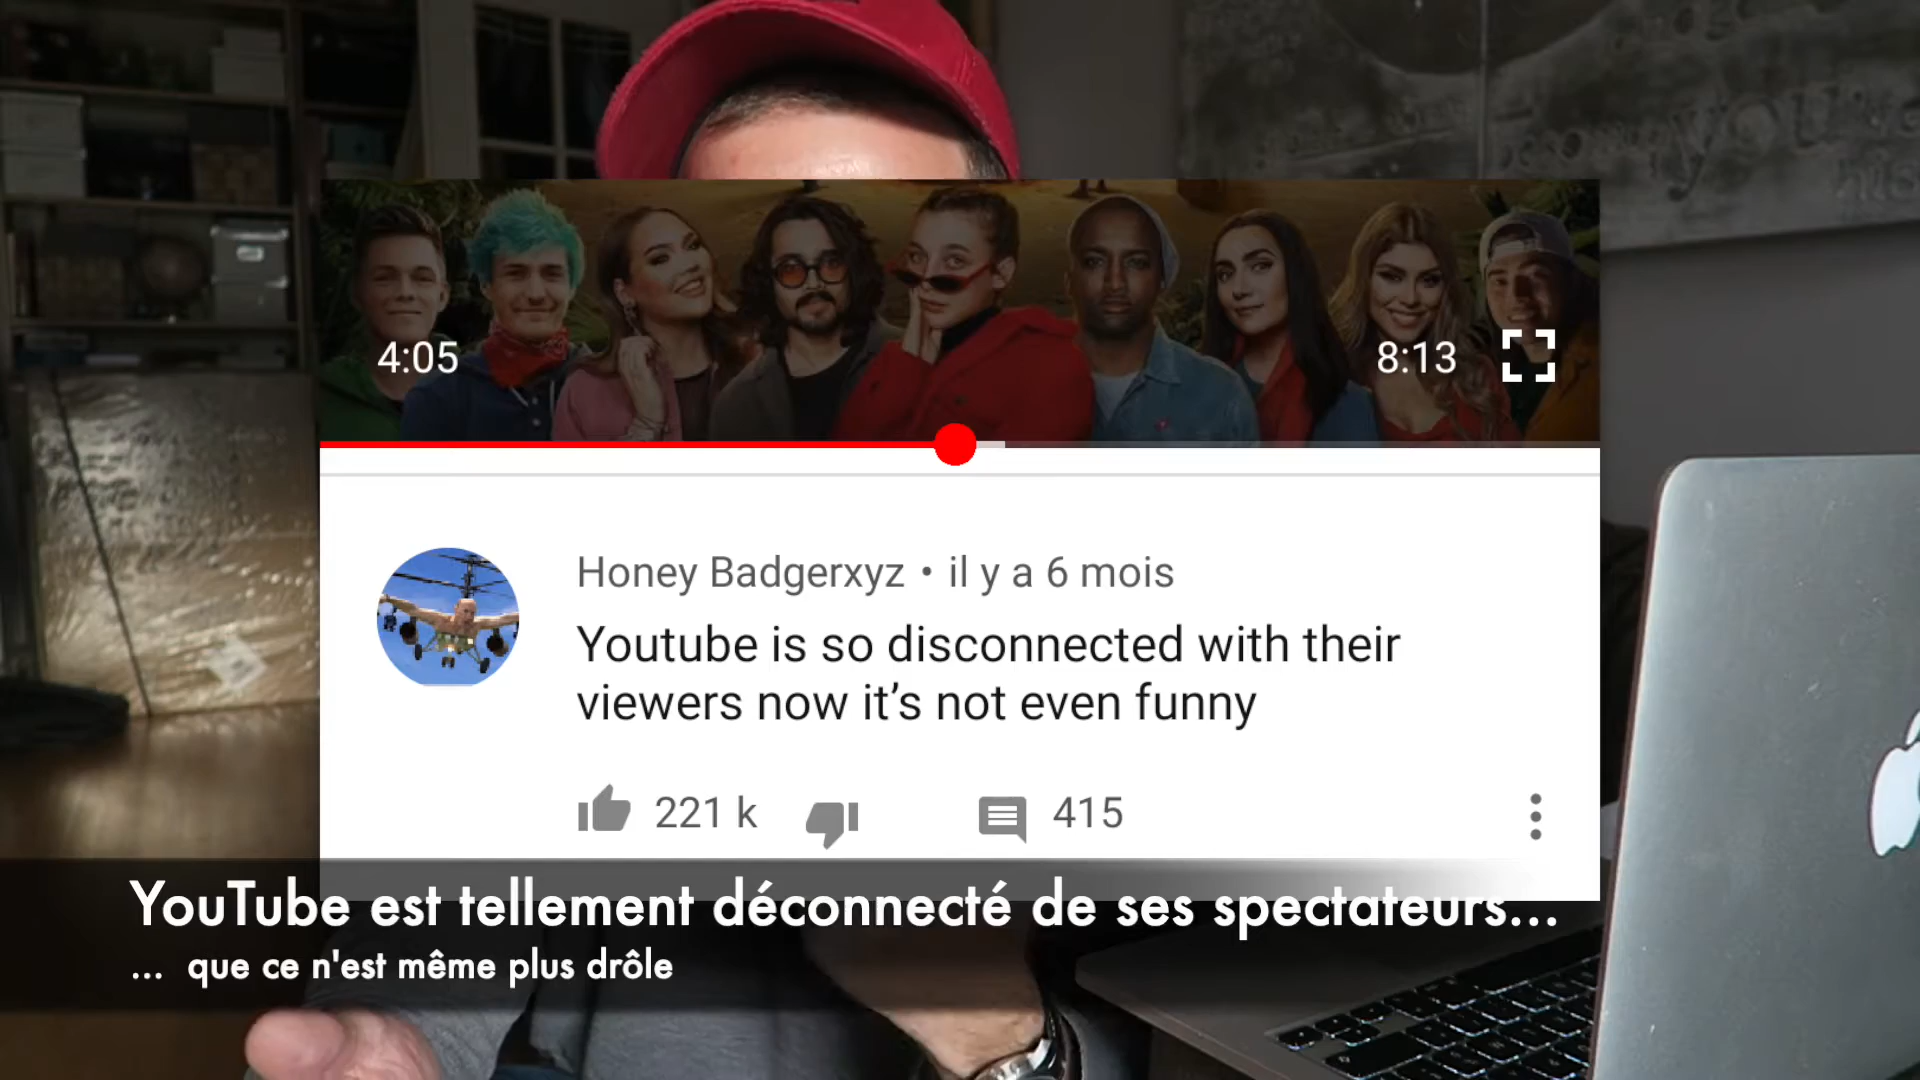 YOU
4:05
8:13
Honey Badgerxyz • il y a 6 mois
Youtube is so disconnected with their
viewers now it's not even funny
221 k
415
YouTube est tellement déconnecté de ses spectateurs...
... que ce n'est même plus drôle